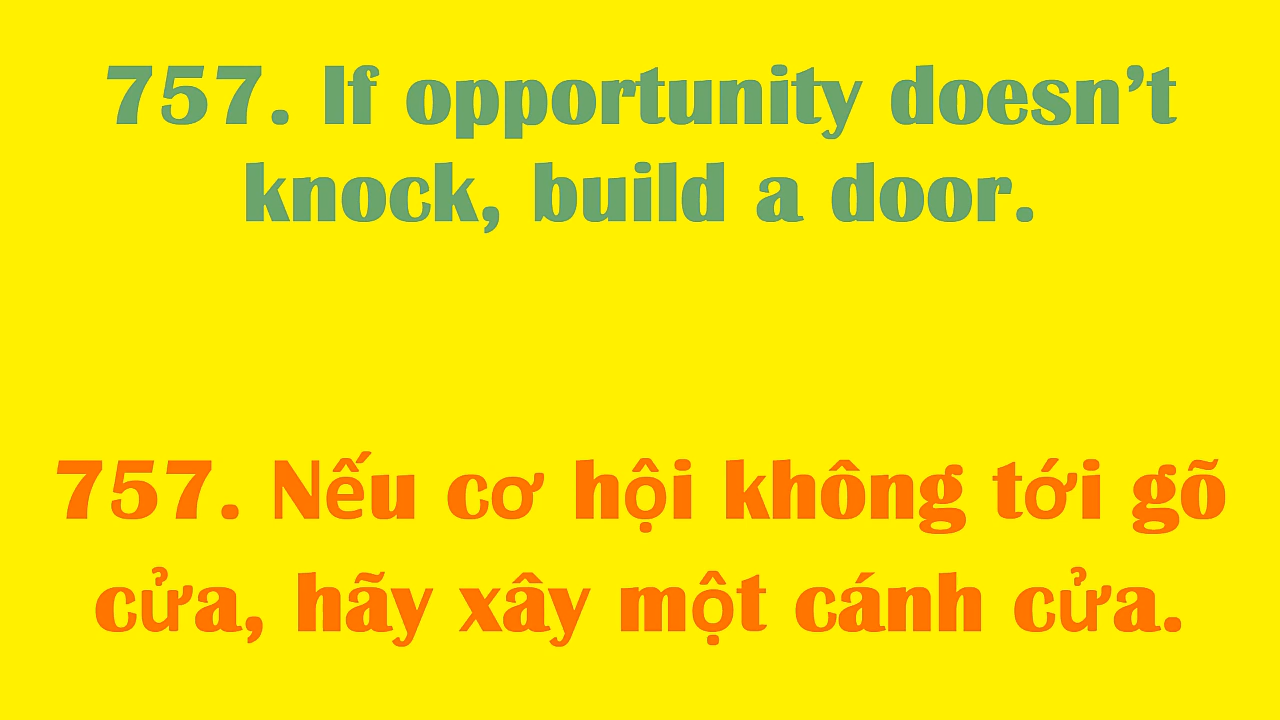 757. If opportunity doesn’t
knock, build a door.
757. Nếu cơ hội không tới gõ
cửa, hãy xây một cánh cửa.